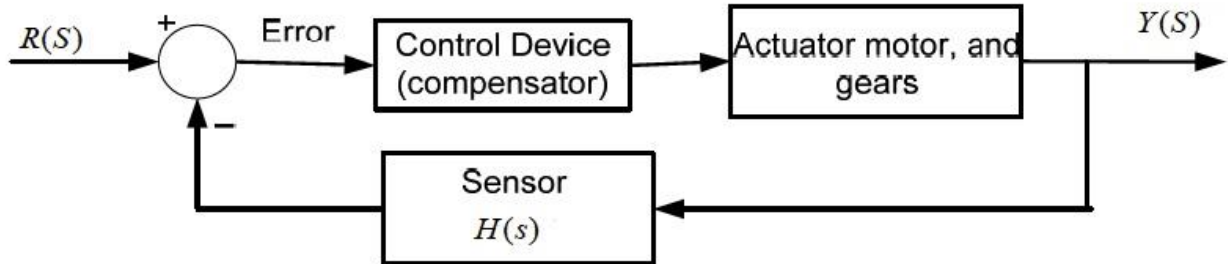 R(S)
+
Error
Control Device
(compensator)
Actuator motor, and
gears
Y(S)
−
Sensor
H(s)